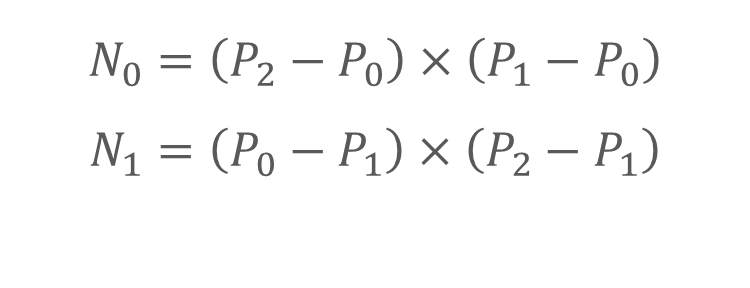 N₀ = (P₂ − P₀) × (P₁ − P₀)
N₁ = (P₀ − P₁) × (P₂ − P₁)